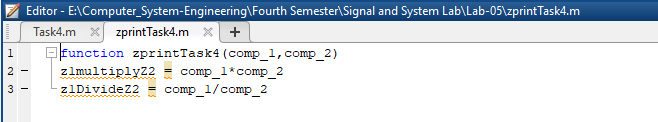 Editor - E:\Computer_System-Engineering\Fourth Semester\Signal and System Lab\Lab-05\zprintTask4.m
Task4.m × zprintTask4.m × +
1 function zprintTask4(comp_1,comp_2)
2 - z1multiplyZ2 = comp_1*comp_2
3 - z1DivideZ2 = comp_1/comp_2